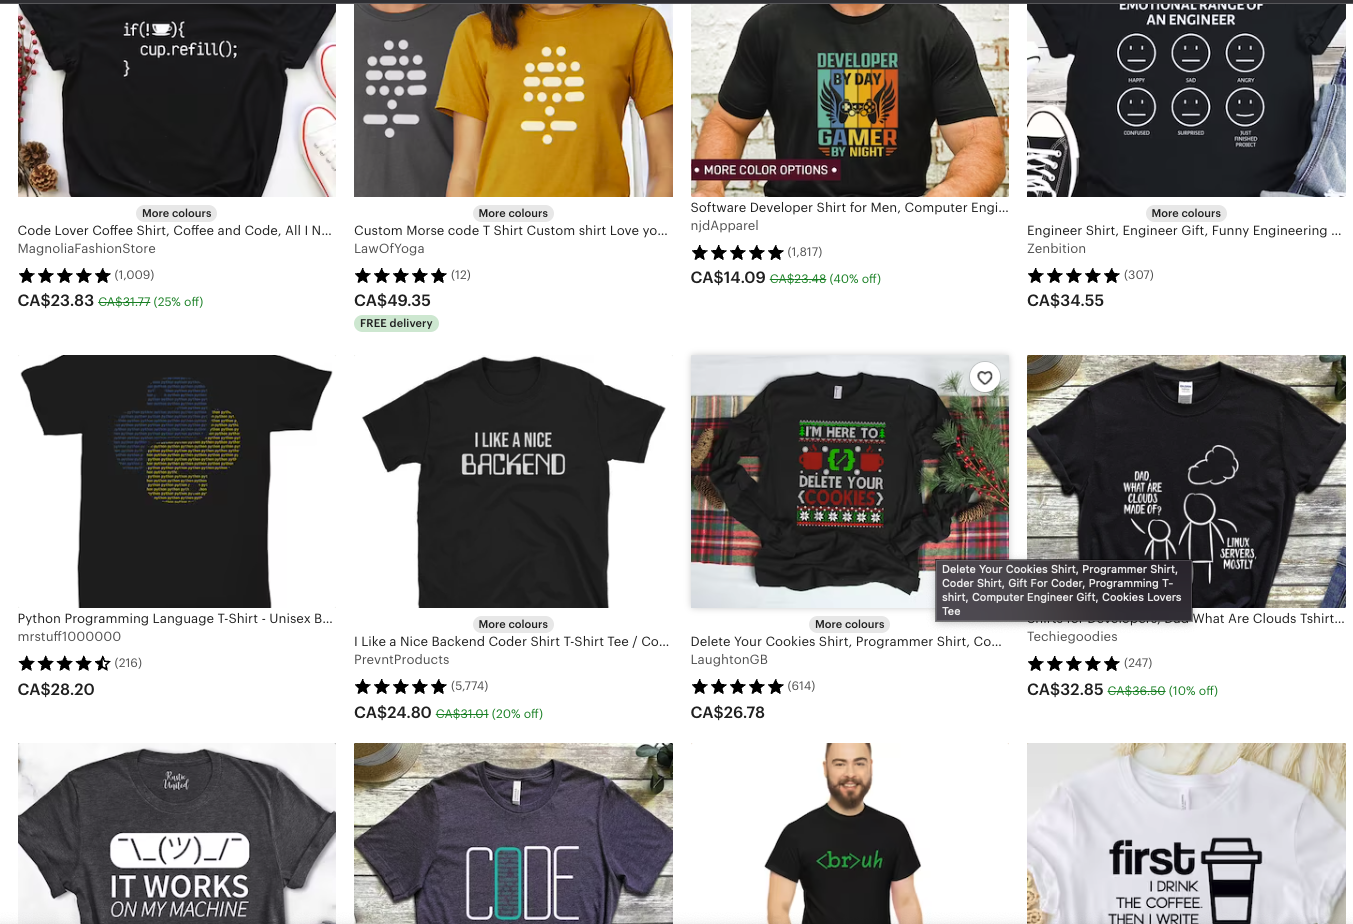 if(!){
cup.refill();
}
DEVELOPER
BY DAY
GAMER
BY NIGHT
• MORE COLOR OPTIONS •
EMOTIONAL RANGE OF
AN ENGINEER
HAPPY
SAD
ANGRY
CONFUSED
SURPRISED
JUST
FINISHED
PROJECT
More colours
Code Lover Coffee Shirt, Coffee and Code, All I N...
MagnoliaFashionStore
(1,009)
CA$23.83 CA$31.77 (25% off)
More colours
Custom Morse code T Shirt Custom shirt Love yo...
LawOfYoga
(12)
CA$49.35
FREE delivery
Software Developer Shirt for Men, Computer Engi...
njdApparel
(1,817)
CA$14.09 CA$23.48 (40% off)
More colours
Engineer Shirt, Engineer Gift, Funny Engineering ...
Zenbition
(307)
CA$34.55
I LIKE A NICE
BACKEND
I'M HERE TO
DELETE YOUR
<COOKIES>
DAD,
WHAT ARE
CLOUDS
MADE OF?
LINUX
SERVERS,
MOSTLY
Python Programming Language T-Shirt - Unisex B...
mrstuff1000000
(216)
CA$28.20
More colours
I Like a Nice Backend Coder Shirt T-Shirt Tee / Co...
PrevntProducts
(5,774)
CA$24.80 CA$31.01 (20% off)
Delete Your Cookies Shirt, Programmer Shirt,
Coder Shirt, Gift For Coder, Programming T-
shirt, Computer Engineer Gift, Cookies Lovers
Tee
More colours
Delete Your Cookies Shirt, Programmer Shirt, Co...
LaughtonGB
(614)
CA$26.78
Shirts for Developers, Dad What Are Clouds Tshirt...
Techiegoodies
(247)
CA$32.85 CA$36.50 (10% off)
Rustic
United
¯\_(ツ)_/¯
IT WORKS
ON MY MACHINE
CODE
<br>uh
first
I DRINK
THE COFFEE.
THEN I WRITE